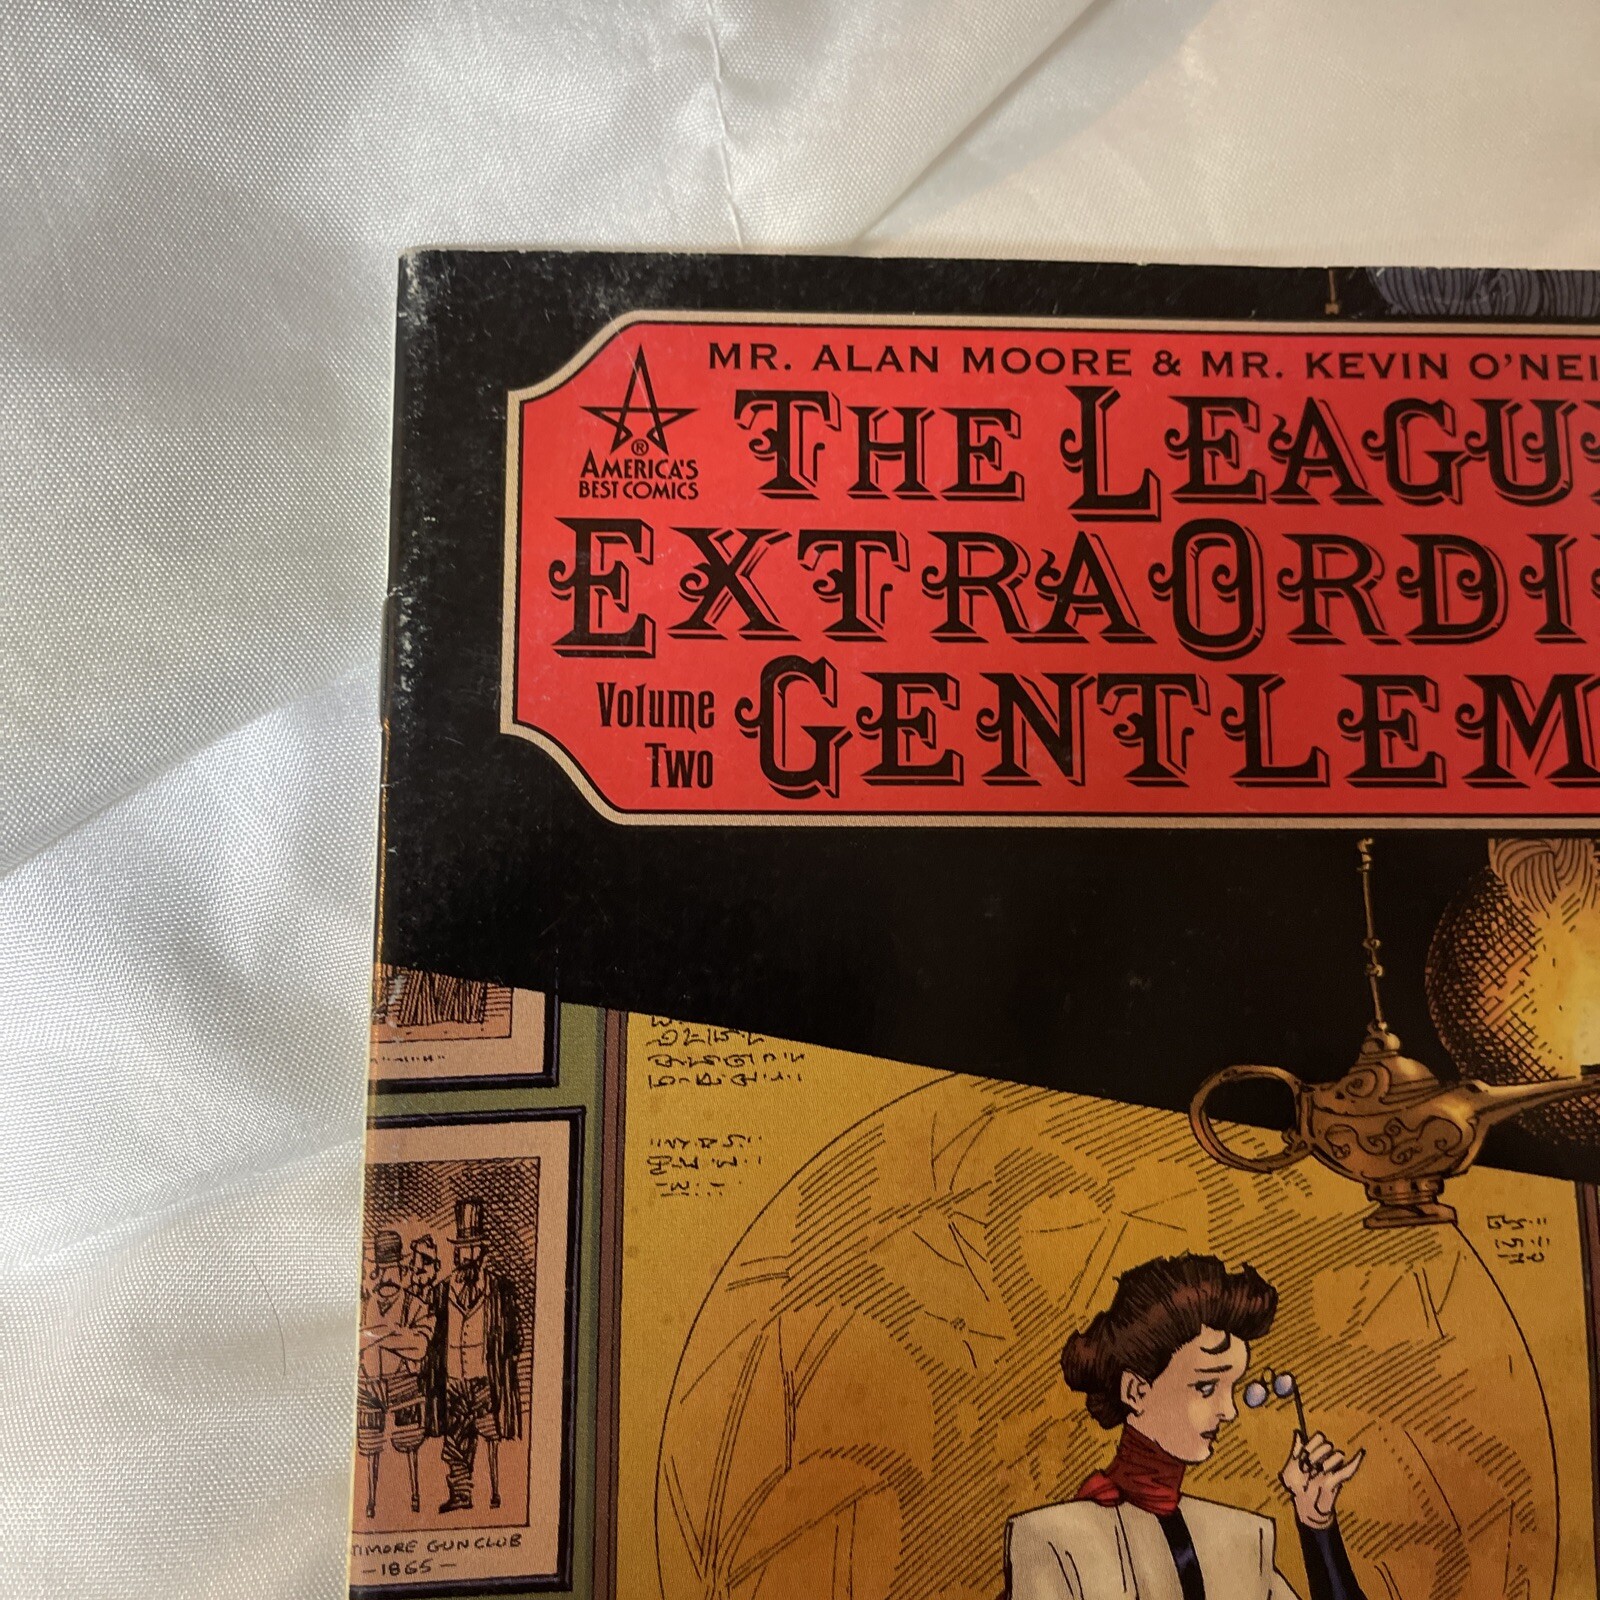 MR. ALAN MOORE & MR. KEVIN O'NEI
THE LEAGU
EXTRAORDI
GENTLEM
Volume
Two
®
AMERICA'S
BEST COMICS
TIMORE GUN CLUB
-1865-